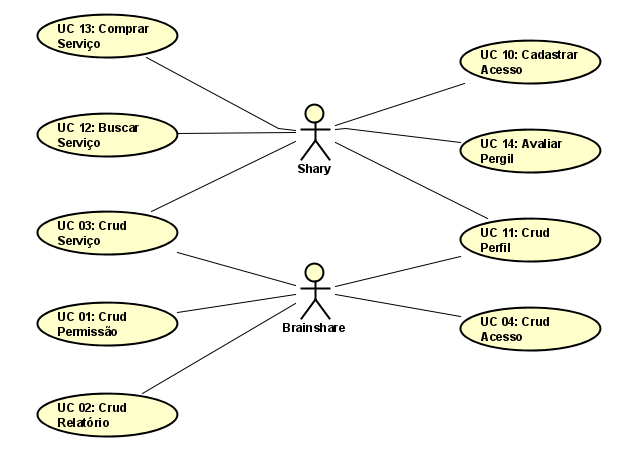 UC 13: Comprar
Serviço
UC 10: Cadastrar
Acesso
UC 12: Buscar
Serviço
UC 14: Avaliar
Pergil
Shary
UC 03: Crud
Serviço
UC 11: Crud
Perfil
UC 01: Crud
Permissão
Brainshare
UC 04: Crud
Acesso
UC 02: Crud
Relatório